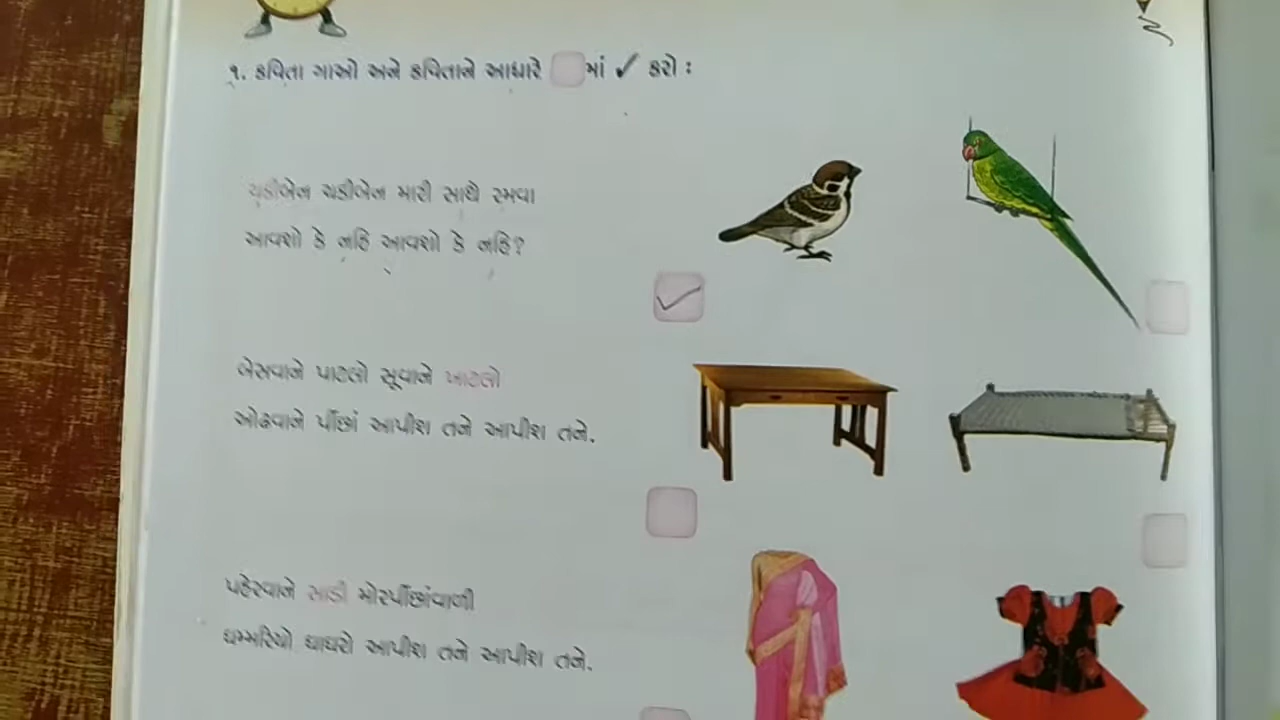 ૧. કવિતા ગાઓ અને કવિતાને આધારે માં ✓ કરો :
ચકીબેન ચકીબેન મારી સાથે રમવા
આવશો કે નહિ આવશો કે નહિ?
બેસવાને પાટલો સૂવાને ખાટલો
ઓઢવાને પીંછાં આપીશ તને આપીશ તને.
પહેરવાને સાડી મોરપીંછાંવાળી
ઘમ્મરિયો ઘાઘરો આપીશ તને આપીશ તને.